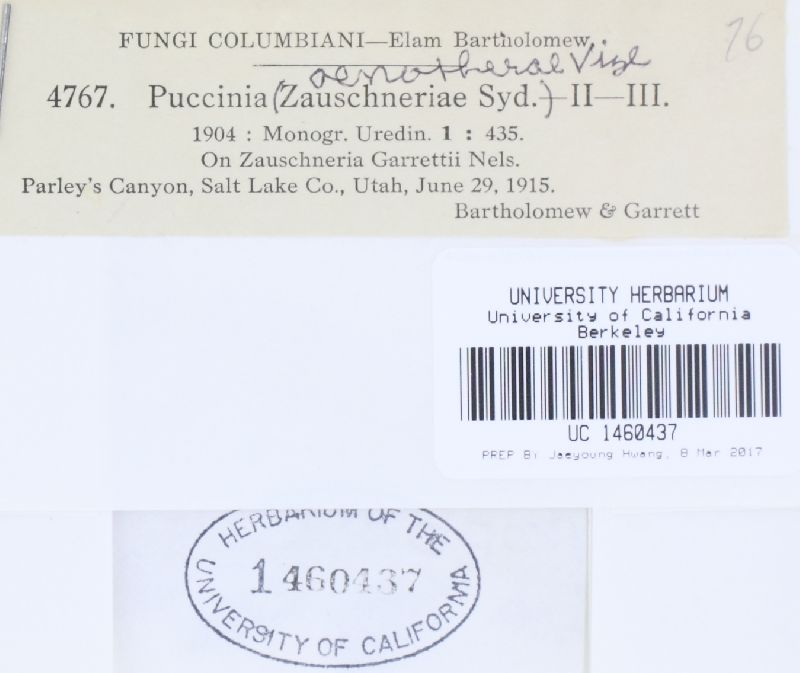 FUNGI COLUMBIANI—Elam Bartholomew.
76
oenotherae Vize
4767. Puccinia (Zauschneriae Syd.)—II—III.
1904 : Monogr. Uredin. 1 : 435.
On Zauschneria Garrettii Nels.
Parley's Canyon, Salt Lake Co., Utah, June 29, 1915.
Bartholomew & Garrett
UNIVERSITY HERBARIUM
University of California
Berkeley
UC 1460437
PREP BY Jaeyoung Hwang, 8 Mar 2017
HERBARIUM OF THE
1460437
UNIVERSITY OF CALIFORNIA